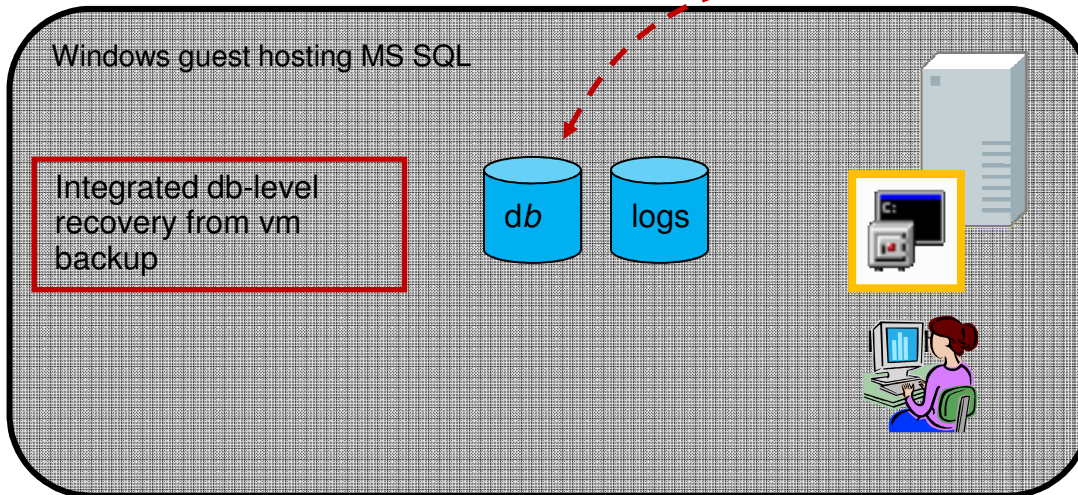 Windows guest hosting MS SQL
Integrated db-level
recovery from vm
backup
db
logs
C: